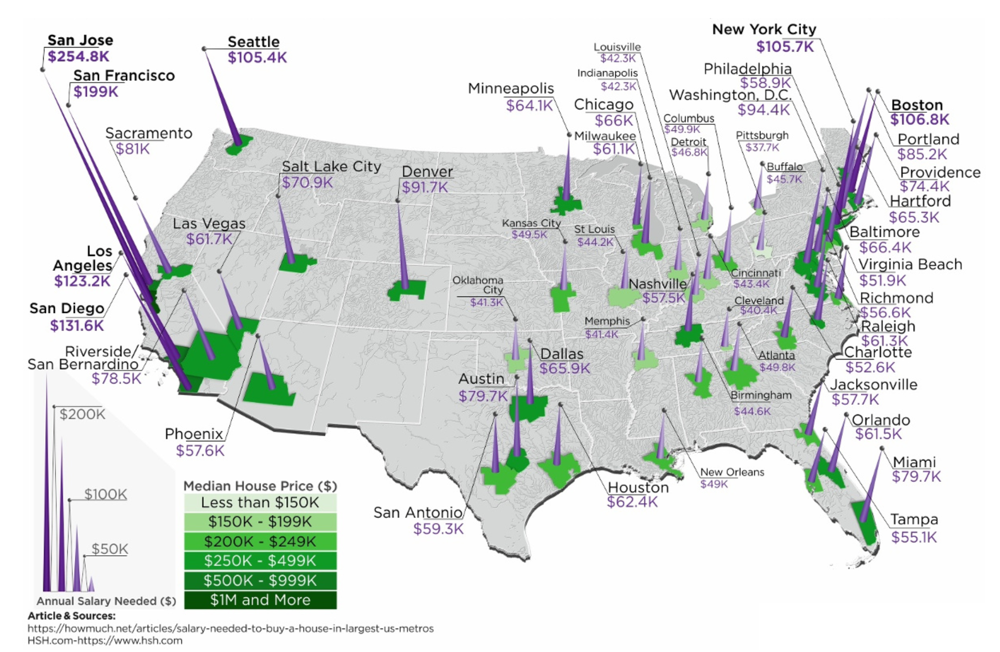 San Jose
$254.8K
San Francisco
$199K
Seattle
$105.4K
Sacramento
$81K
Salt Lake City
$70.9K
Denver
$91.7K
Las Vegas
$61.7K
Los
Angeles
$123.2K
San Diego
$131.6K
Riverside/
San Bernardino
$78.5K
Phoenix
$57.6K
Minneapolis
$64.1K
Chicago
$66K
Milwaukee
$61.1K
Louisville
$42.3K
Indianapolis
$42.3K
New York City
$105.7K
Philadelphia
$58.9K
Washington, D.C.
$94.4K
Columbus
$49.9K
Detroit
$46.8K
Pittsburgh
$37.7K
Buffalo
$45.7K
Boston
$106.8K
Portland
$85.2K
Providence
$74.4K
Hartford
$65.3K
Baltimore
$66.4K
Virginia Beach
$51.9K
Richmond
$56.6K
Raleigh
$61.3K
Charlotte
$52.6K
Jacksonville
$57.7K
Orlando
$61.5K
Miami
$79.7K
Tampa
$55.1K
Kansas City
$49.5K
St Louis
$44.2K
Oklahoma
City
$41.3K
Nashville
$57.5K
Cincinnati
$43.4K
Cleveland
$40.4K
Memphis
$41.4K
Atlanta
$49.8K
Birmingham
$44.6K
Dallas
$65.9K
Austin
$79.7K
San Antonio
$59.3K
Houston
$62.4K
New Orleans
$49K
$200K
$100K
$50K
Annual Salary Needed ($)
Median House Price ($)
Less than $150K
$150K - $199K
$200K - $249K
$250K - $499K
$500K - $999K
$1M and More
Article & Sources:
https://howmuch.net/articles/salary-needed-to-buy-a-house-in-largest-us-metros
HSH.com-https://www.hsh.com